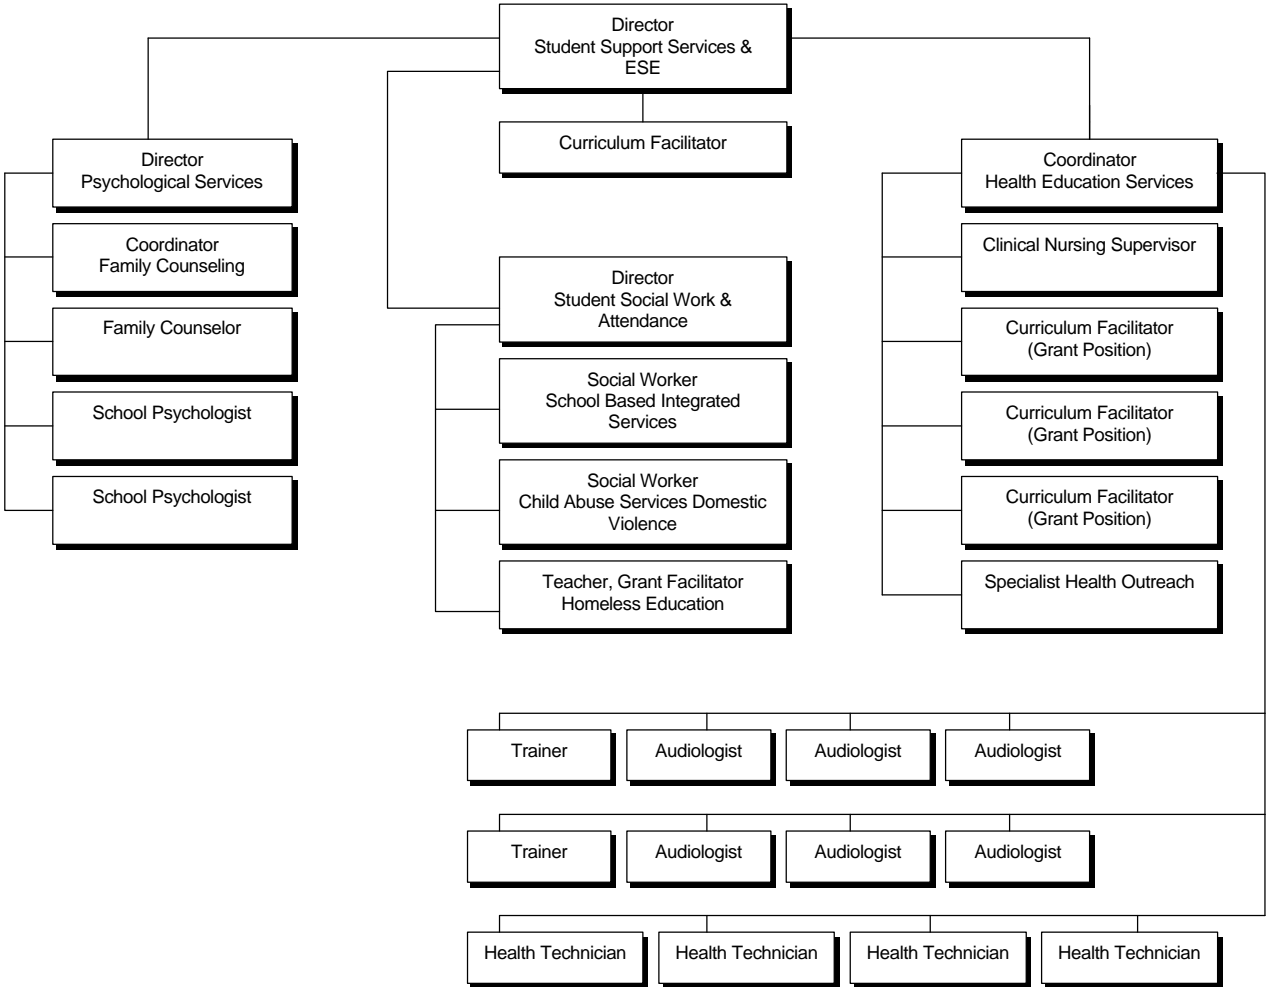 Director
Student Support Services &
ESE
Curriculum Facilitator
Director
Psychological Services
Coordinator
Family Counseling
Family Counselor
School Psychologist
School Psychologist
Director
Student Social Work &
Attendance
Social Worker
School Based Integrated
Services
Social Worker
Child Abuse Services Domestic
Violence
Teacher, Grant Facilitator
Homeless Education
Coordinator
Health Education Services
Clinical Nursing Supervisor
Curriculum Facilitator
(Grant Position)
Curriculum Facilitator
(Grant Position)
Curriculum Facilitator
(Grant Position)
Specialist Health Outreach
Trainer
Audiologist
Audiologist
Audiologist
Trainer
Audiologist
Audiologist
Audiologist
Health Technician
Health Technician
Health Technician
Health Technician